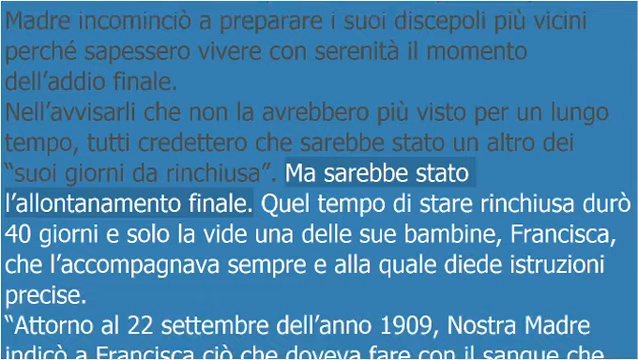 Madre incominciò a preparare i suoi discepoli più vicini
perché sapessero vivere con serenità il momento
dell'addio finale.
Nell'avvisarli che non la avrebbero più visto per un lungo
tempo, tutti credettero che sarebbe stato un altro dei
“suoi giorni da rinchiusa”. Ma sarebbe stato
l'allontanamento finale. Quel tempo di stare rinchiusa durò
40 giorni e solo la vide una delle sue bambine, Francisca,
che l'accompagnava sempre e alla quale diede istruzioni
precise.
“Attorno al 22 settembre dell'anno 1909, Nostra Madre
indicò a Francisca ciò che doveva fare con il sangue che